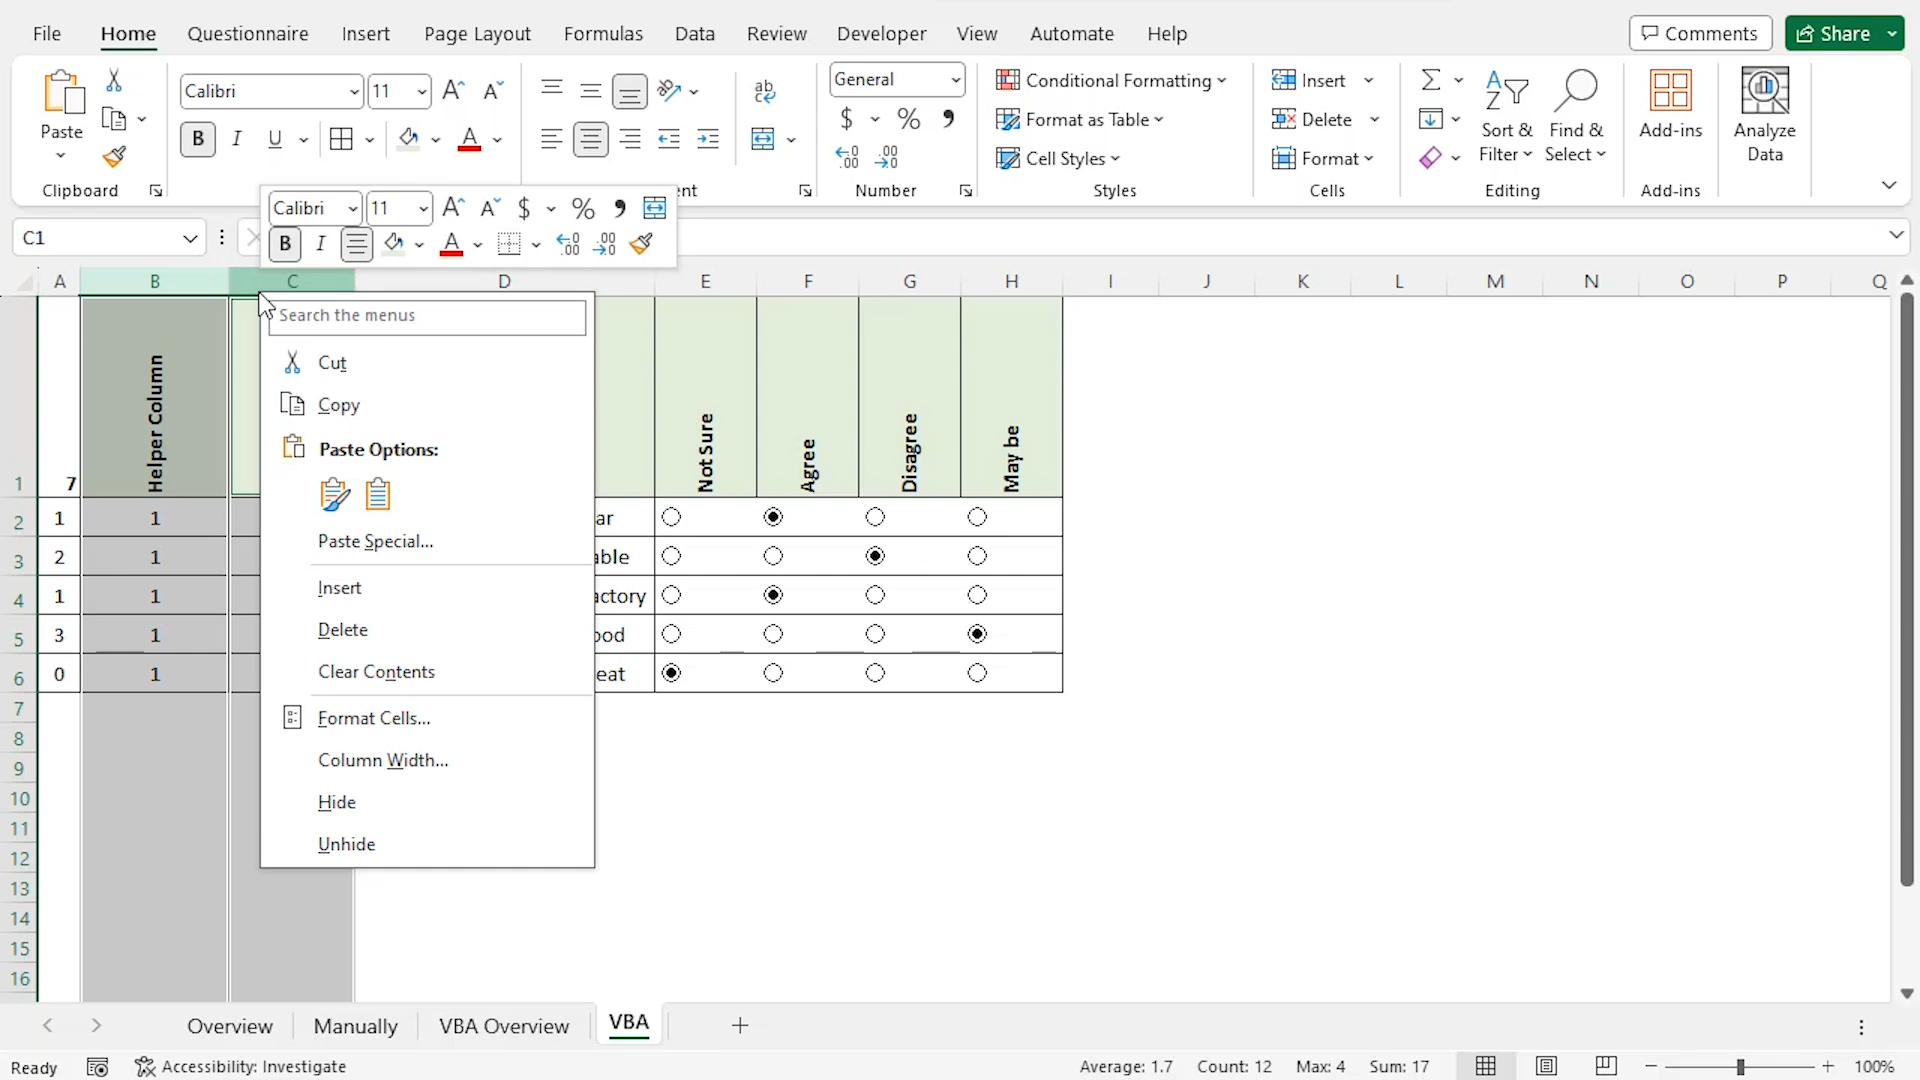 File Home Questionnaire Insert Page Layout Formulas Data Review Developer View Automate Help Comments Share
Calibri 11 General Conditional Formatting Insert
Paste Format as Table Delete Sort & Filter Find & Select Add-ins Analyze Data
B I U A $ % Cell Styles Format
Clipboard Number Styles Cells Editing Add-ins
Calibri 11 $ %
B I A
C1
A B C D E F G H I J K L M N O P Q
1 7 Helper Column Not Sure Agree Disagree May be
2 1 1 ar
3 2 1 able
4 1 1 actory
5 3 1 ood
6 0 1 eat
7
8
9
10
11
12
13
14
15
16
Search the menus
Cut
Copy
Paste Options:
Paste Special...
Insert
Delete
Clear Contents
Format Cells...
Column Width...
Hide
Unhide
Overview Manually VBA Overview VBA
Ready Accessibility: Investigate Average: 1.7 Count: 12 Max: 4 Sum: 17 100%